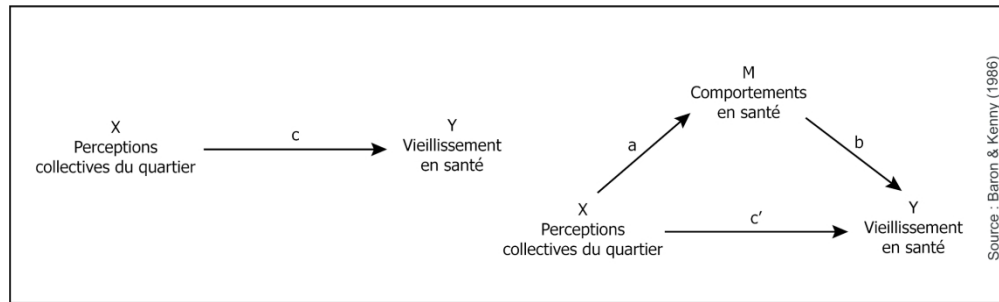 X
Perceptions
collectives du quartier
c
Y
Vieillissement
en santé
M
Comportements
en santé
a
b
X
Perceptions
collectives du quartier
c’
Y
Vieillissement
en santé
Source : Baron & Kenny (1986)